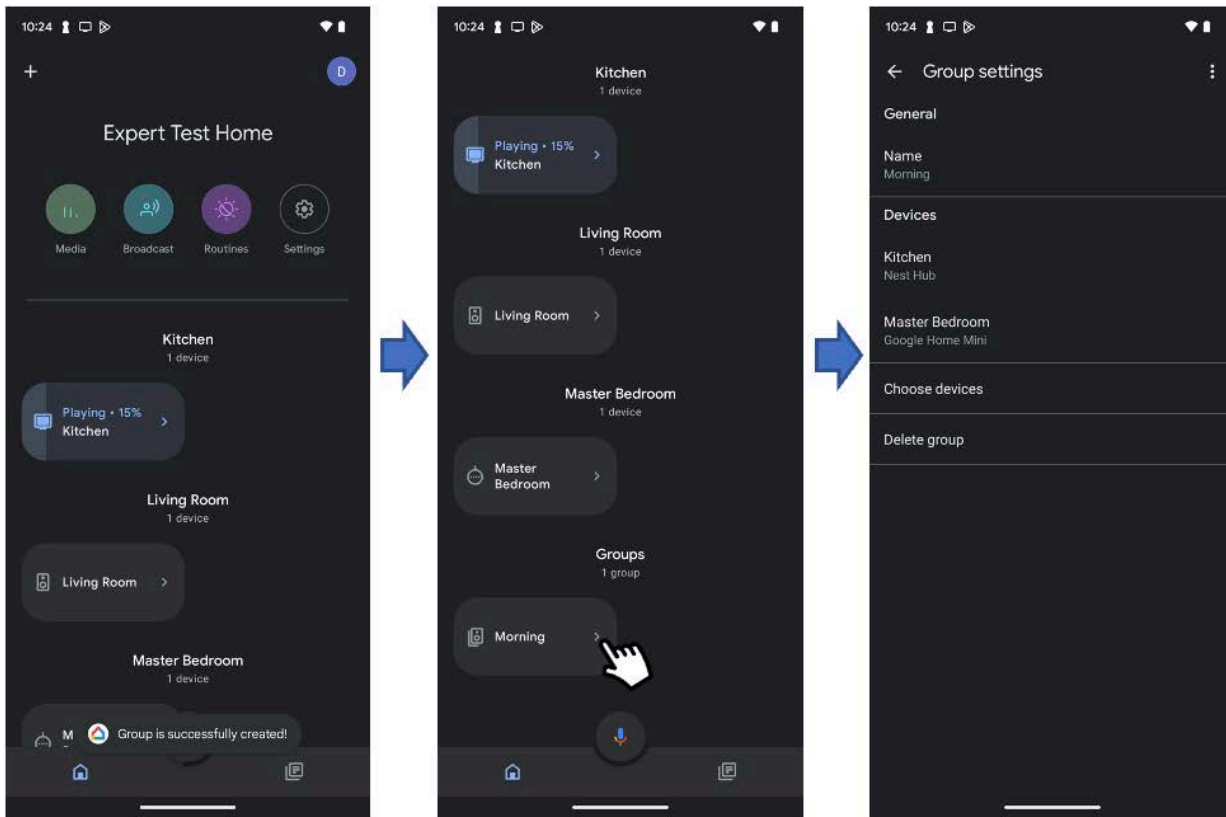 10:24
D
Expert Test Home
Media
Broadcast
Routines
Settings
Kitchen
1 device
Playing • 15%
Kitchen
Living Room
1 device
Living Room
Master Bedroom
1 device
M
Group is successfully created!
10:24
Kitchen
1 device
Playing • 15%
Kitchen
Living Room
1 device
Living Room
Master Bedroom
1 device
Master
Bedroom
Groups
1 group
Morning
10:24
Group settings
General
Name
Morning
Devices
Kitchen
Nest Hub
Master Bedroom
Google Home Mini
Choose devices
Delete group